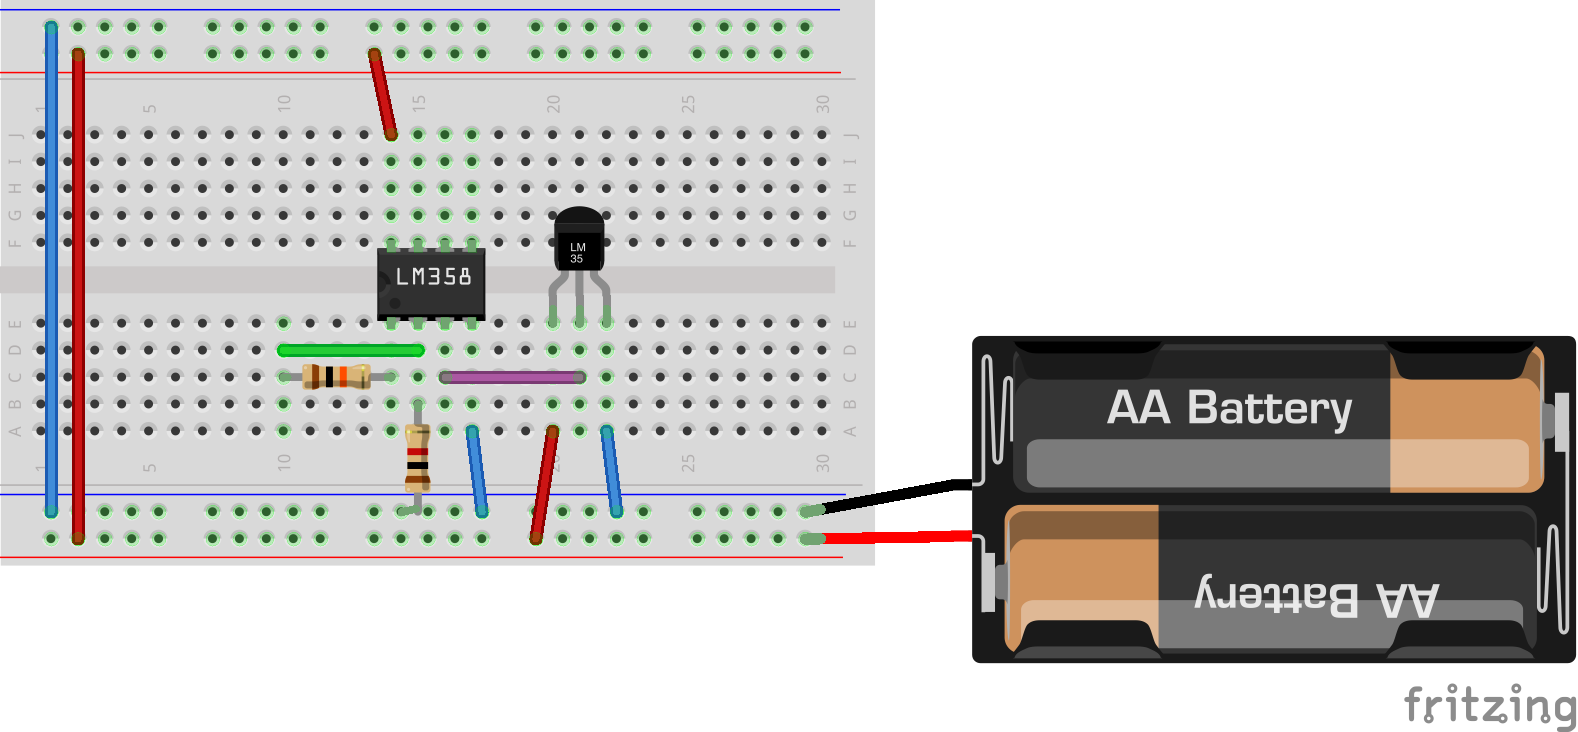 1 5 10 15 20 25 30
J J
I I
H H
G G
F F
LM
35
LM358
E E
D D
C C
B B
A A
1 5 10 20 25 30
AA Battery
AA Battery
fritzing